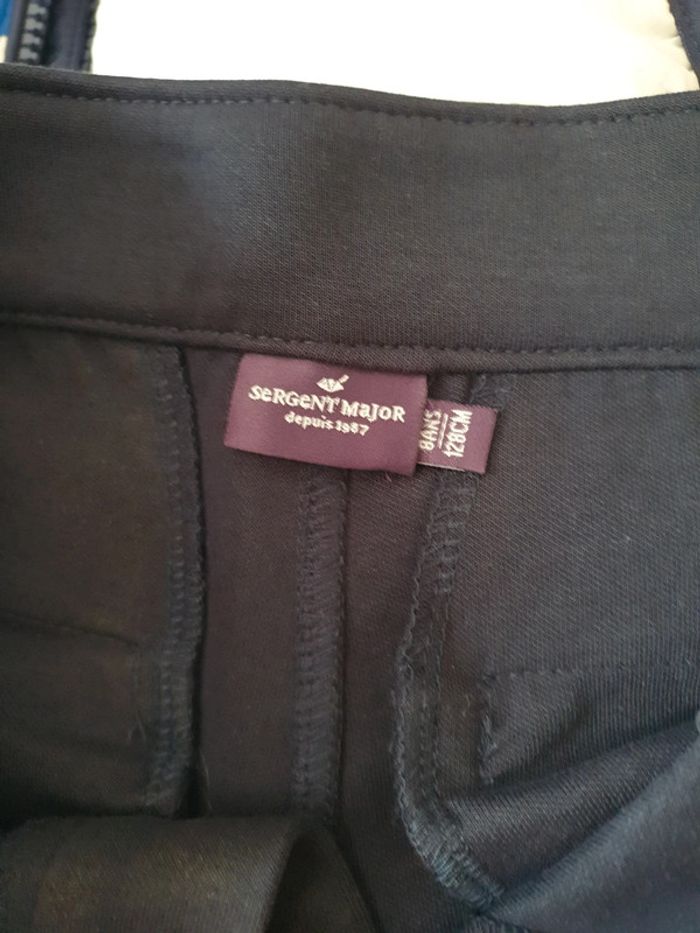 SeRGeNT MaJoR
depuis 1987
8ANS
128CM